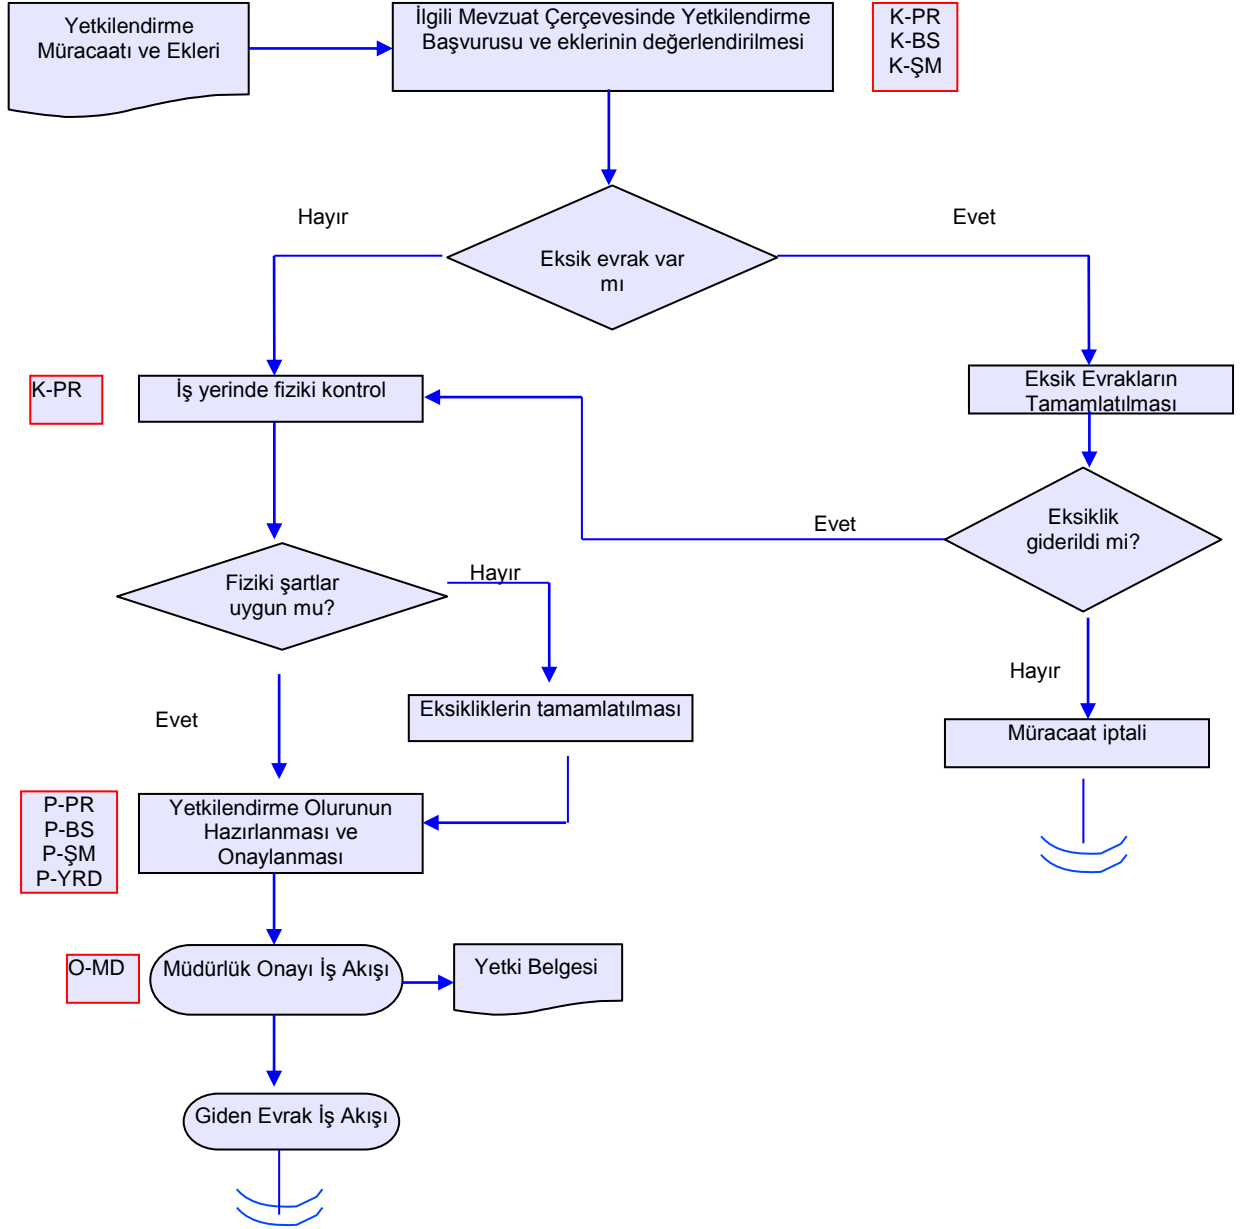 Yetkilendirme
Müracaatı ve Ekleri
İlgili Mevzuat Çerçevesinde Yetkilendirme
Başvurusu ve eklerinin değerlendirilmesi
K-PR
K-BS
K-ŞM
Hayır
Evet
Eksik evrak var
mı
K-PR
İş yerinde fiziki kontrol
Eksik Evrakların
Tamamlatılması
Evet
Eksiklik
giderildi mi?
Fiziki şartlar
uygun mu?
Hayır
Hayır
Evet
Eksikliklerin tamamlatılması
Müracaat iptali
P-PR
P-BS
P-ŞM
P-YRD
Yetkilendirme Olurunun
Hazırlanması ve
Onaylanması
O-MD
Müdürlük Onayı İş Akışı
Yetki Belgesi
Giden Evrak İş Akışı